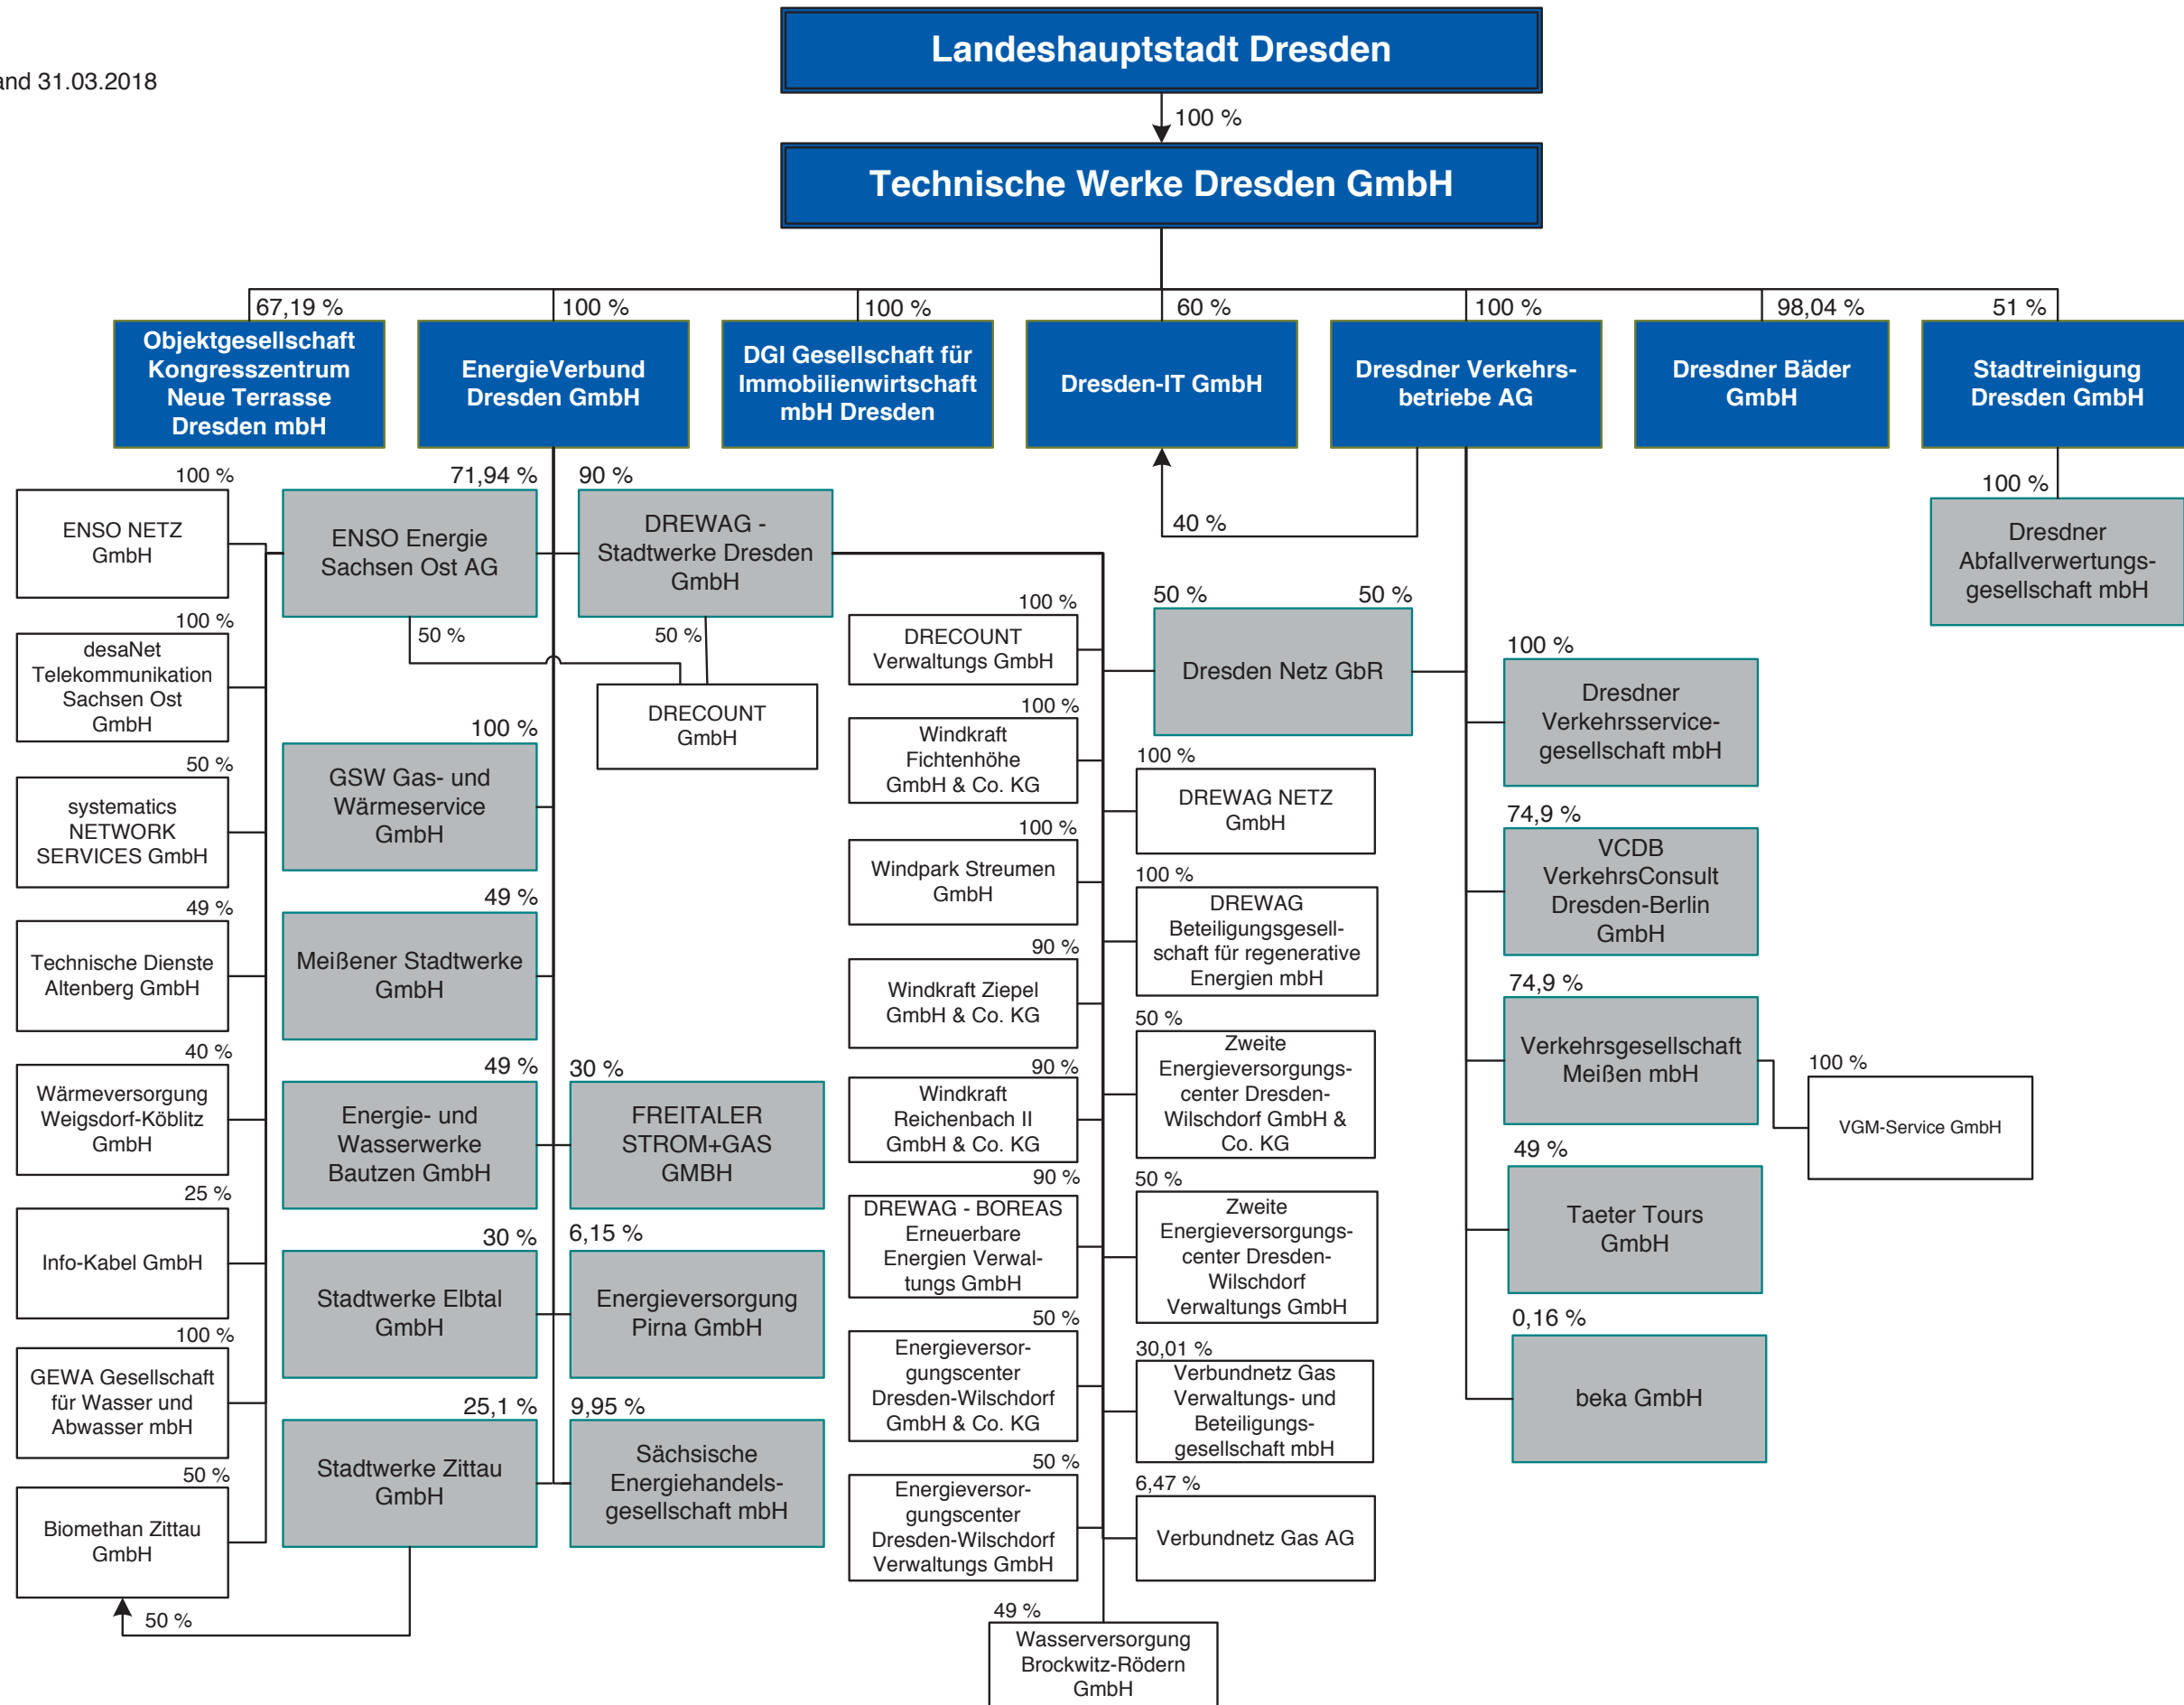 Landeshauptstadt Dresden
and 31.03.2018
100 %
Technische Werke Dresden GmbH
67,19 %
100 %
100 %
60 %
100 %
98,04 %
51 %
Objektgesellschaft
Kongresszentrum
Neue Terrasse
Dresden mbH
EnergieVerbund
Dresden GmbH
DGI Gesellschaft für
Immobilienwirtschaft
mbH Dresden
Dresden-IT GmbH
Dresdner Verkehrs-
betriebe AG
Dresdner Bäder
GmbH
Stadtreinigung
Dresden GmbH
100 %
ENSO NETZ
GmbH
100 %
desaNet
Telekommunikation
Sachsen Ost
GmbH
50 %
systematics
NETWORK
SERVICES GmbH
49 %
Technische Dienste
Altenberg GmbH
40 %
Wärmeversorgung
Weigsdorf-Köblitz
GmbH
25 %
Info-Kabel GmbH
100 %
GEWA Gesellschaft
für Wasser und
Abwasser mbH
50 %
Biomethan Zittau
GmbH
50 %
71,94 %
ENSO Energie
Sachsen Ost AG
50 %
90 %
DREWAG -
Stadtwerke Dresden
GmbH
50 %
DRECOUNT
GmbH
100 %
GSW Gas- und
Wärmeservice
GmbH
49 %
Meißener Stadtwerke
GmbH
49 %
Energie- und
Wasserwerke
Bautzen GmbH
30 %
FREITALER
STROM+GAS
GMBH
30 %
Stadtwerke Elbtal
GmbH
6,15 %
Energieversorgung
Pirna GmbH
25,1 %
Stadtwerke Zittau
GmbH
9,95 %
Sächsische
Energiehandels-
gesellschaft mbH
100 %
DRECOUNT
Verwaltungs GmbH
100 %
Windkraft
Fichtenhöhe
GmbH & Co. KG
100 %
Windpark Streumen
GmbH
90 %
Windkraft Ziepel
GmbH & Co. KG
90 %
Windkraft
Reichenbach II
GmbH & Co. KG
90 %
DREWAG - BOREAS
Erneuerbare
Energien Verwal-
tungs GmbH
50 %
Energieversor-
gungscenter
Dresden-Wilschdorf
GmbH & Co. KG
50 %
Energieversor-
gungscenter
Dresden-Wilschdorf
Verwaltungs GmbH
49 %
Wasserversorgung
Brockwitz-Rödern
GmbH
40 %
50 %
50 %
Dresden Netz GbR
100 %
DREWAG NETZ
GmbH
100 %
DREWAG
Beteiligungsgesell-
schaft für regenerative
Energien mbH
50 %
Zweite
Energieversorgungs-
center Dresden-
Wilschdorf GmbH &
Co. KG
50 %
Zweite
Energieversorgungs-
center Dresden-
Wilschdorf
Verwaltungs GmbH
30,01 %
Verbundnetz Gas
Verwaltungs- und
Beteiligungs-
gesellschaft mbH
6,47 %
Verbundnetz Gas AG
100 %
Dresdner
Verkehrsservice-
gesellschaft mbH
74,9 %
VCDB
VerkehrsConsult
Dresden-Berlin
GmbH
74,9 %
Verkehrsgesellschaft
Meißen mbH
100 %
VGM-Service GmbH
49 %
Taeter Tours
GmbH
0,16 %
beka GmbH
100 %
Dresdner
Abfallverwertungs-
gesellschaft mbH